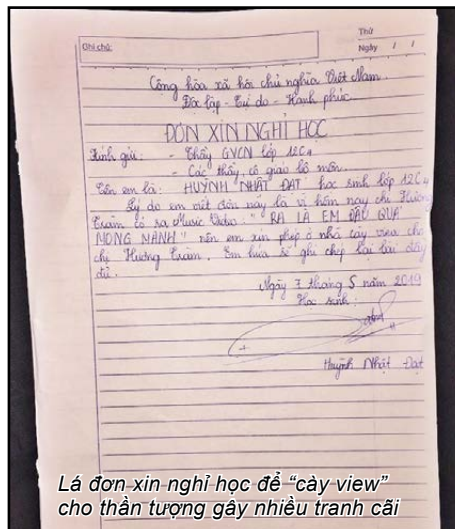 Thứ
Ghi chú:
Ngày / /
Cộng hòa xã hội chủ nghĩa Việt Nam
Độc lập - Tự do - Hạnh phúc
ĐƠN XIN NGHỈ HỌC
Kính gửi: - Thầy GVCN lớp 12C4
- Các thầy, cô giáo bộ môn.
Tên em là: HUỲNH NHẬT ĐẠT học sinh lớp 12C4
Lý do em viết đơn này là vì hôm nay chị Hương
Tràm có ra Music Video: "RA LÀ EM ĐÂU QUÁ
MONG MANH" nên em xin phép ở nhà cày view cho
chị Hương Tràm. Em hứa sẽ ghi chép lại bài đầy
đủ.
Ngày 7 tháng 5 năm 2019
Học sinh:
Huỳnh Nhật Đạt
Lá đơn xin nghỉ học để "cày view"
cho thần tượng gây nhiều tranh cãi